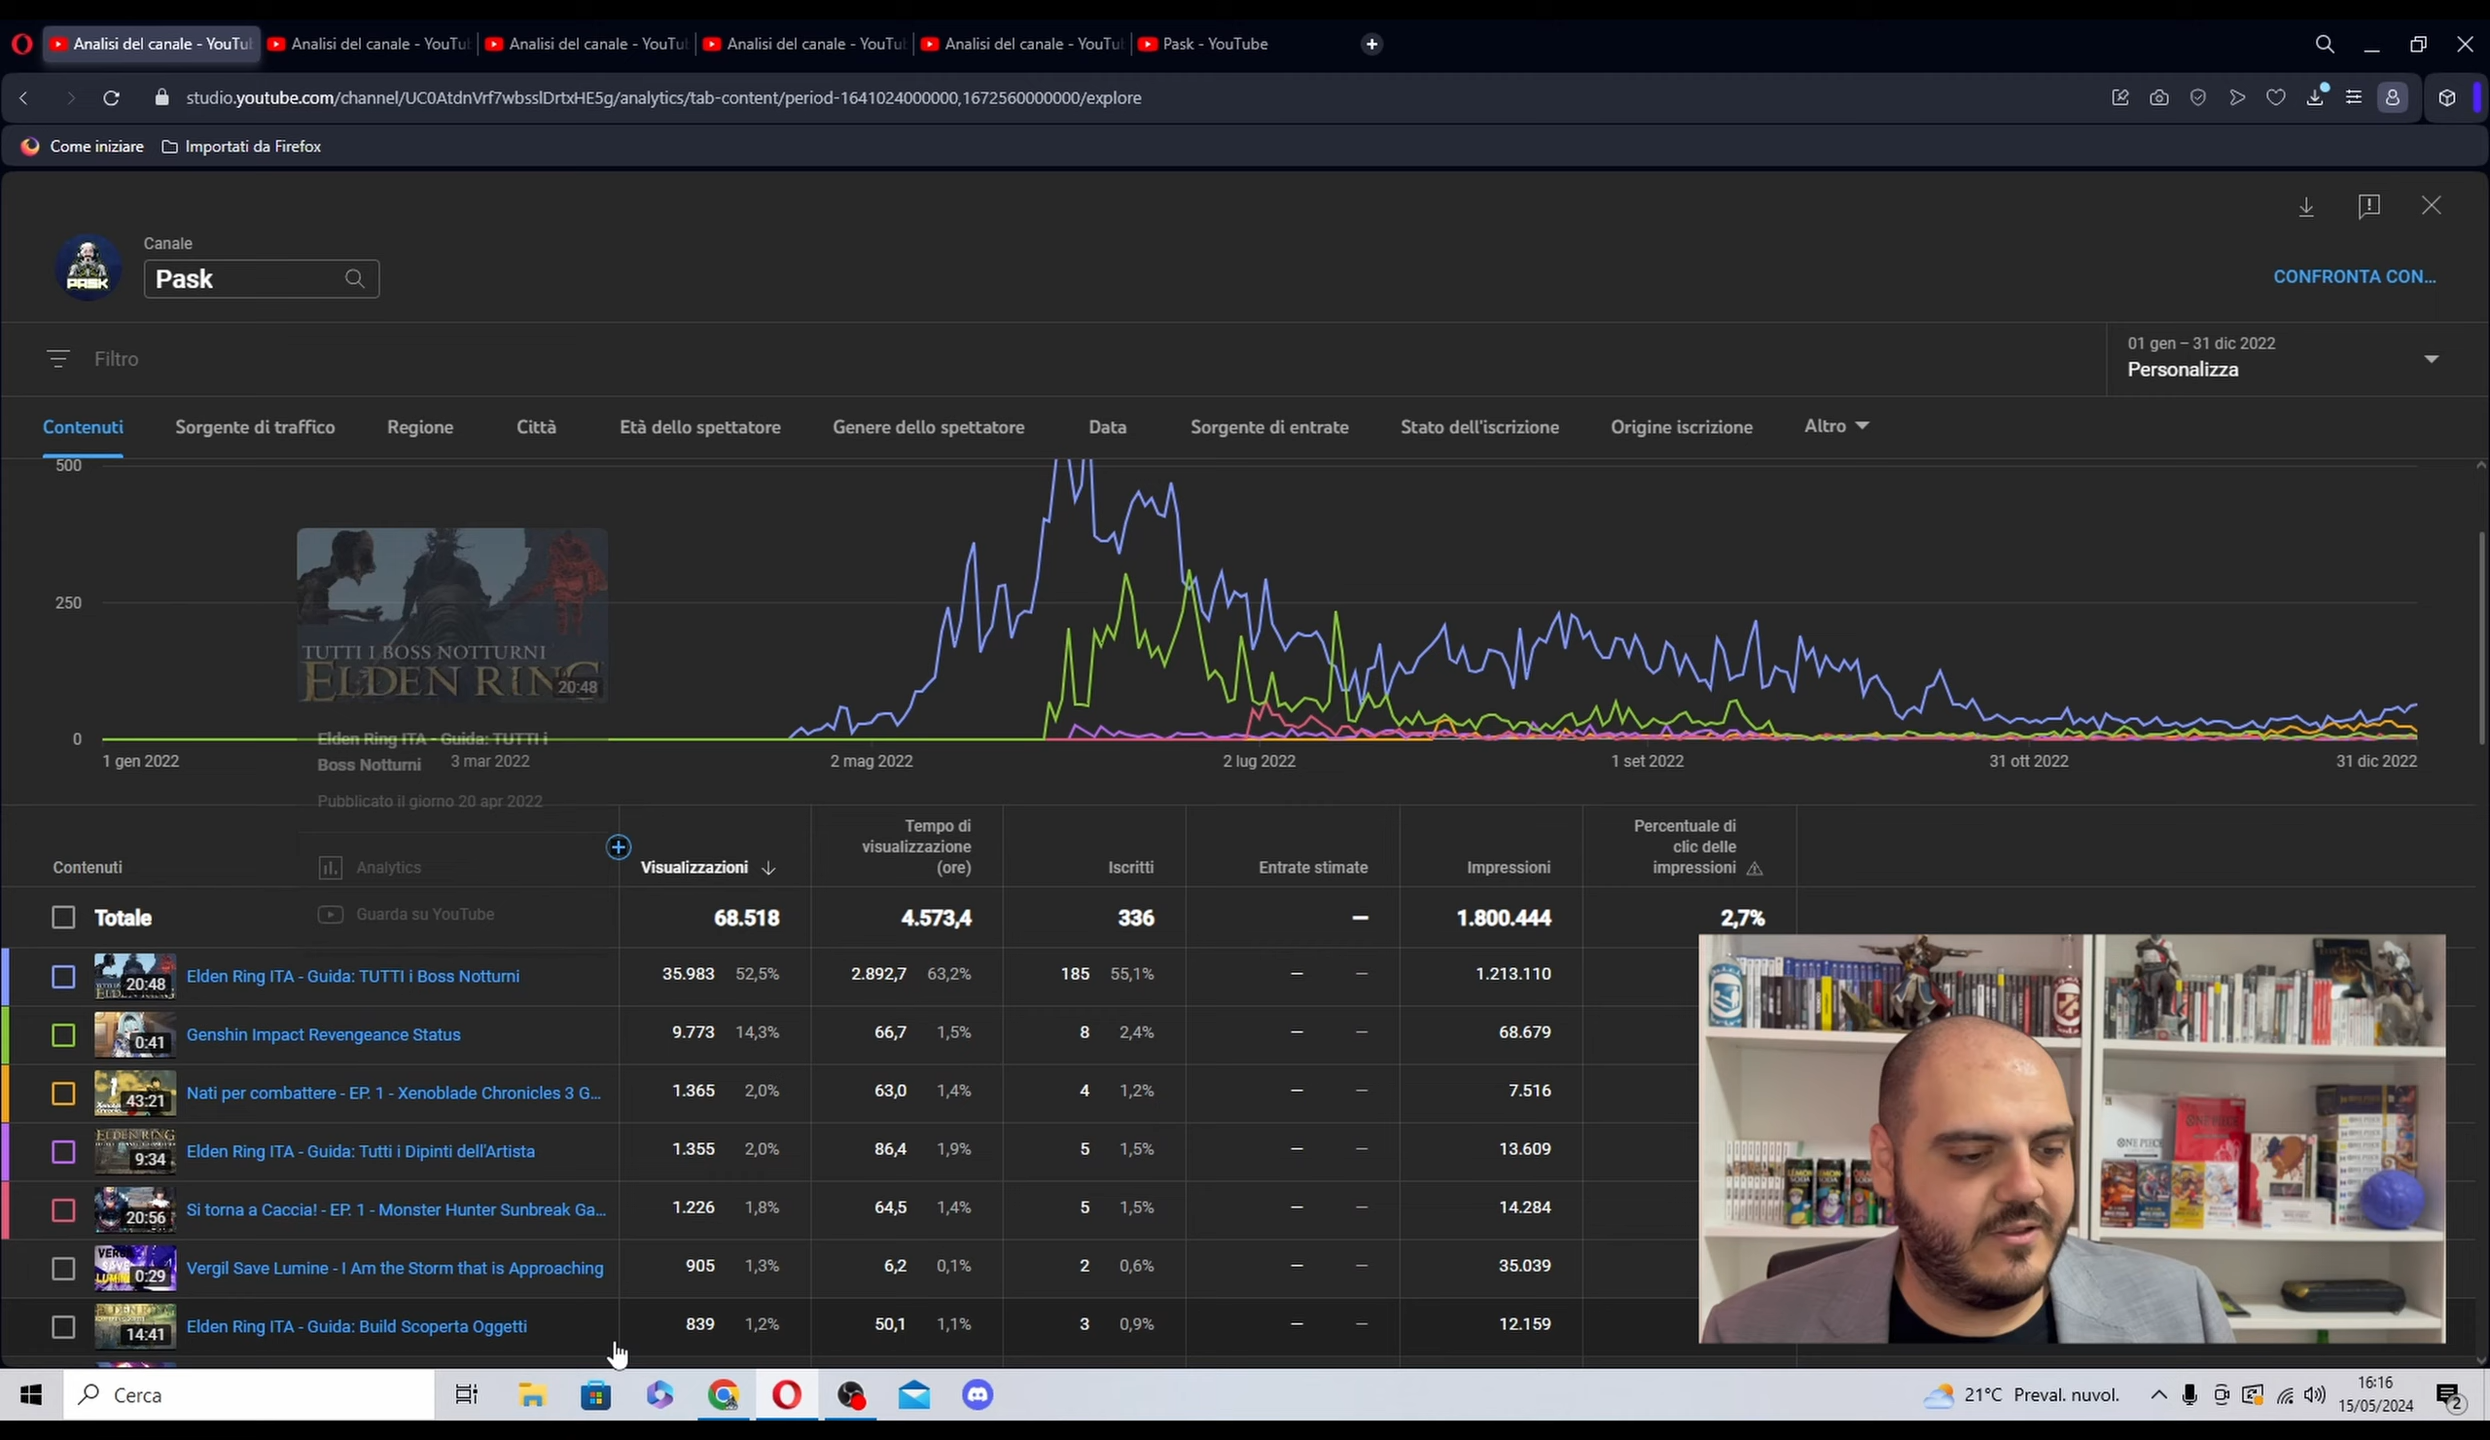 Analisi del canale - YouTu
Analisi del canale - YouTu
Analisi del canale - YouTu
Analisi del canale - YouTu
Analisi del canale - YouTu
Pask - YouTube
studio.youtube.com/channel/UC0AtdnVrf7wbsslDrtxHE5g/analytics/tab-content/period-1641024000000,1672560000000/explore
Come iniziare
Importati da Firefox
PASK
Canale
Pask
CONFRONTA CON...
Filtro
01 gen – 31 dic 2022
Personalizza
Contenuti
Sorgente di traffico
Regione
Città
Età dello spettatore
Genere dello spettatore
Data
Sorgente di entrate
Stato dell'iscrizione
Origine iscrizione
Altro
500
250
0
TUTTI I BOSS NOTTURNI
ELDEN RING
20:48
Elden Ring ITA - Guida: TUTTI i
Boss Notturni
1 gen 2022
3 mar 2022
2 mag 2022
2 lug 2022
1 set 2022
31 ott 2022
31 dic 2022
Pubblicato il giorno 20 apr 2022
Analytics
Guarda su YouTube
Contenuti
Visualizzazioni
Tempo di
visualizzazione
(ore)
Iscritti
Entrate stimate
Impressioni
Percentuale di
clic delle
impressioni
Totale 68.518 4.573,4 336 — 1.800.444 2,7%
20:48 Elden Ring ITA - Guida: TUTTI i Boss Notturni 35.983 52,5% 2.892,7 63,2% 185 55,1% — — 1.213.110
0:41 Genshin Impact Revengeance Status 9.773 14,3% 66,7 1,5% 8 2,4% — — 68.679
43:21 Nati per combattere - EP. 1 - Xenoblade Chronicles 3 G... 1.365 2,0% 63,0 1,4% 4 1,2% — — 7.516
ELDEN RING 9:34 Elden Ring ITA - Guida: Tutti i Dipinti dell'Artista 1.355 2,0% 86,4 1,9% 5 1,5% — — 13.609
20:56 Si torna a Caccia! - EP. 1 - Monster Hunter Sunbreak Ga... 1.226 1,8% 64,5 1,4% 5 1,5% — — 14.284
0:29 Vergil Save Lumine - I Am the Storm that is Approaching 905 1,3% 6,2 0,1% 2 0,6% — — 35.039
14:41 Elden Ring ITA - Guida: Build Scoperta Oggetti 839 1,2% 50,1 1,1% 3 0,9% — — 12.159
ONE PIECE
ONE PIECE
Cerca
21°C Preval. nuvol.
16:16
15/05/2024
2